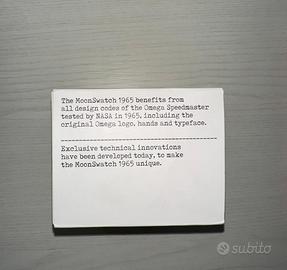 The MoonSwatch 1965 benefits from
all design codes of the Omega Speedmaster
tested by NASA in 1965, including the
original Omega logo, hands and typeface.
Exclusive technical innovations
have been developed today, to make
the MoonSwatch 1965 unique.
subito